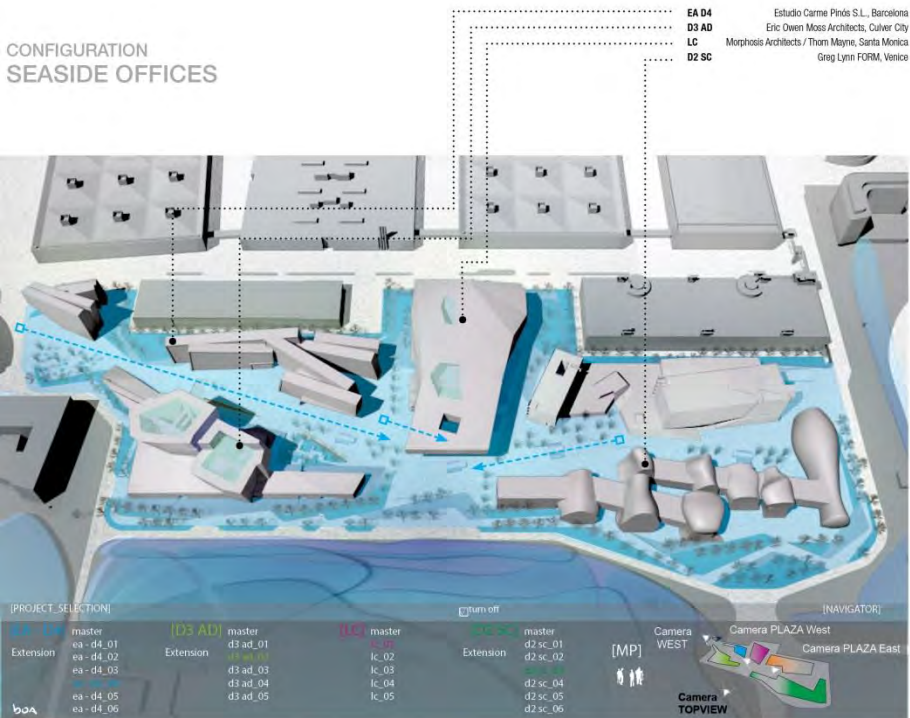 CONFIGURATION
SEASIDE OFFICES
EA D4 Estudio Carme Pinós S.L., Barcelona
D3 AD Eric Owen Moss Architects, Culver City
LC Morphosis Architects / Thom Mayne, Santa Monica
D2 SC Greg Lynn FORM, Venice
[PROJECT_SELECTION]
turn off
[NAVIGATOR]
master
Extension
ea - d4_01
ea - d4_02
ea - d4_03
ea - d4_05
ea - d4_06
[D3 AD] master
Extension
d3 ad_01
d3 ad_03
d3 ad_04
d3 ad_05
[LC] master
lc_01
lc_02
lc_03
lc_04
lc_05
[D2 SC] master
Extension
d2 sc_01
d2 sc_02
d2 sc_04
d2 sc_05
d2 sc_06
[MP]
Camera WEST
Camera PLAZA West
Camera PLAZA East
Camera
TOPVIEW
boa